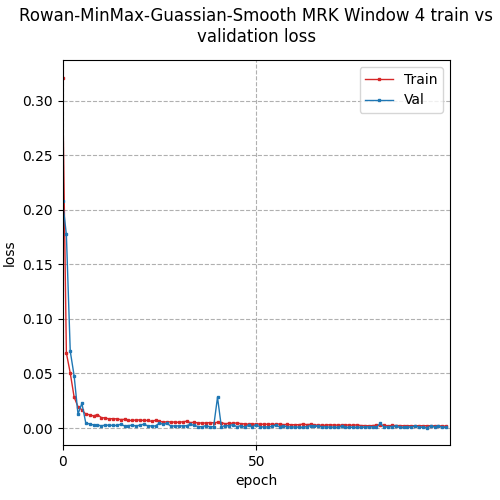 Rowan-MinMax-Guassian-Smooth MRK Window 4 train vs
validation loss
Train
Val
0.30
0.25
0.20
0.15
0.10
0.05
0.00
loss
0
50
epoch